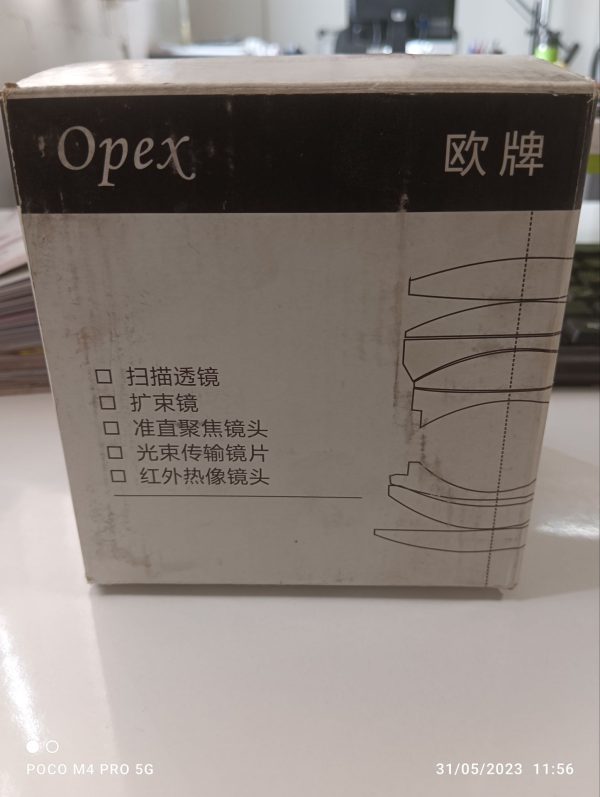 Opex 欧牌
□ 扫描透镜
□ 扩束镜
□ 准直聚焦镜头
□ 光束传输镜片
□ 红外热像镜头
POCO M4 PRO 5G 31/05/2023 11:56